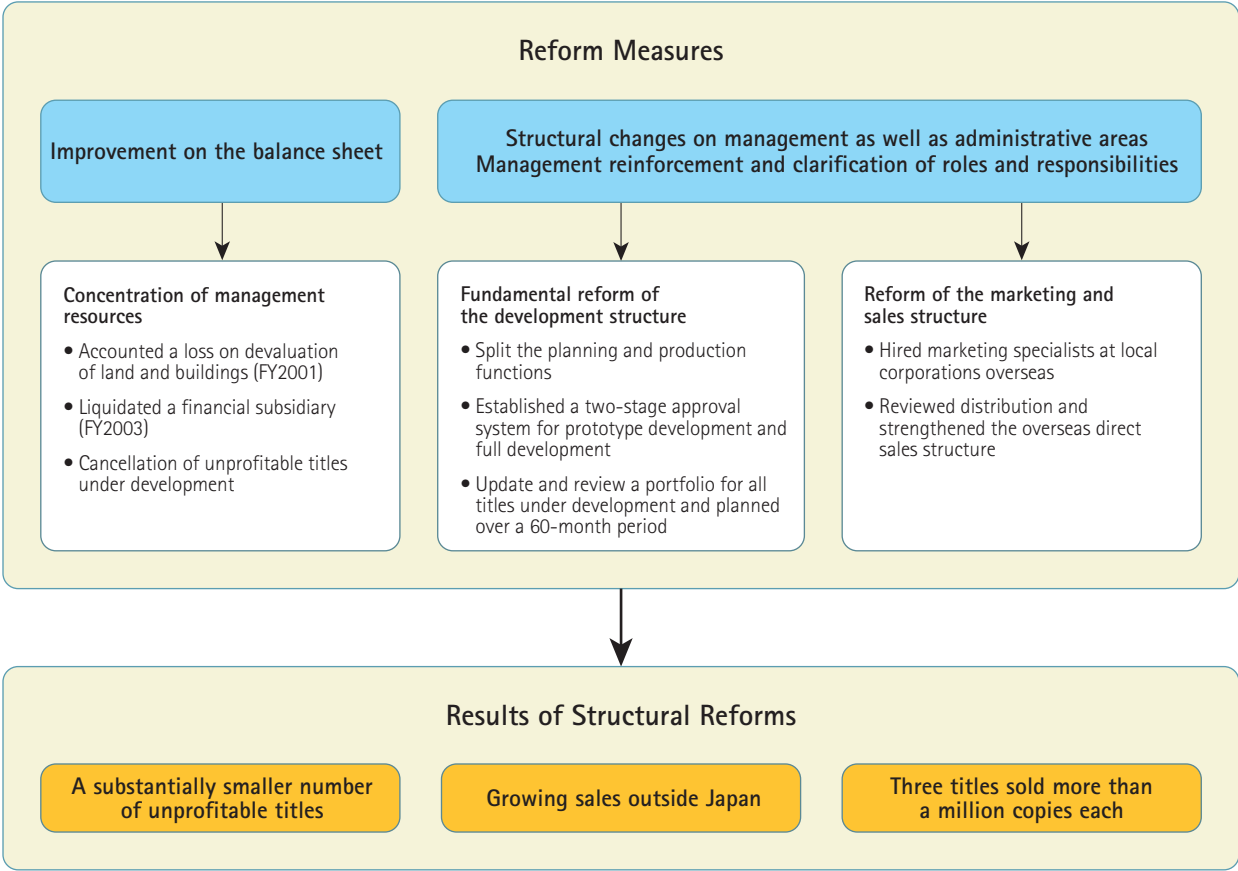 Reform Measures
Improvement on the balance sheet
Structural changes on management as well as administrative areas
Management reinforcement and clarification of roles and responsibilities
Concentration of management
resources
• Accounted a loss on devaluation
of land and buildings (FY2001)
• Liquidated a financial subsidiary
(FY2003)
• Cancellation of unprofitable titles
under development
Fundamental reform of
the development structure
• Split the planning and production
functions
• Established a two-stage approval
system for prototype development and
full development
• Update and review a portfolio for all
titles under development and planned
over a 60-month period
Reform of the marketing and
sales structure
• Hired marketing specialists at local
corporations overseas
• Reviewed distribution and
strengthened the overseas direct
sales structure
Results of Structural Reforms
A substantially smaller number
of unprofitable titles
Growing sales outside Japan
Three titles sold more than
a million copies each